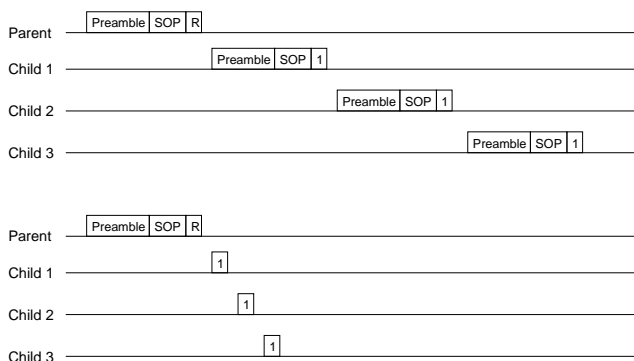 Preamble SOP R
Parent
Preamble SOP 1
Child 1
Preamble SOP 1
Child 2
Preamble SOP 1
Child 3
Preamble SOP R
Parent
1
Child 1
1
Child 2
1
Child 3